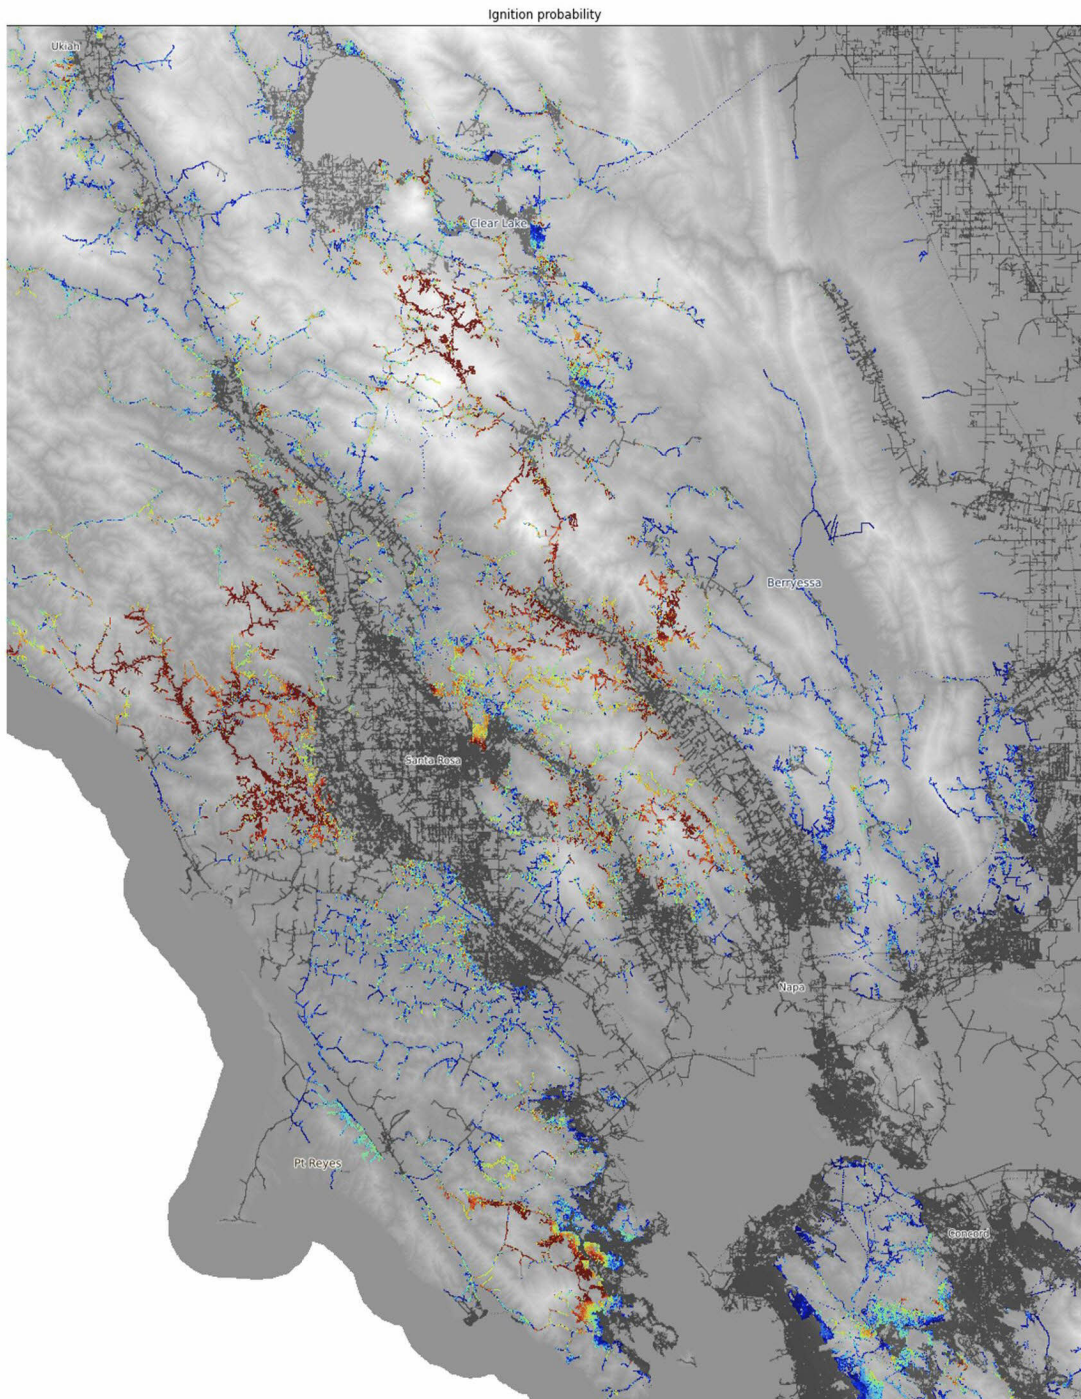 Ignition probability
Ukiah
Clear Lake
Berryessa
Santa Rosa
Napa
Pt Reyes
Concord